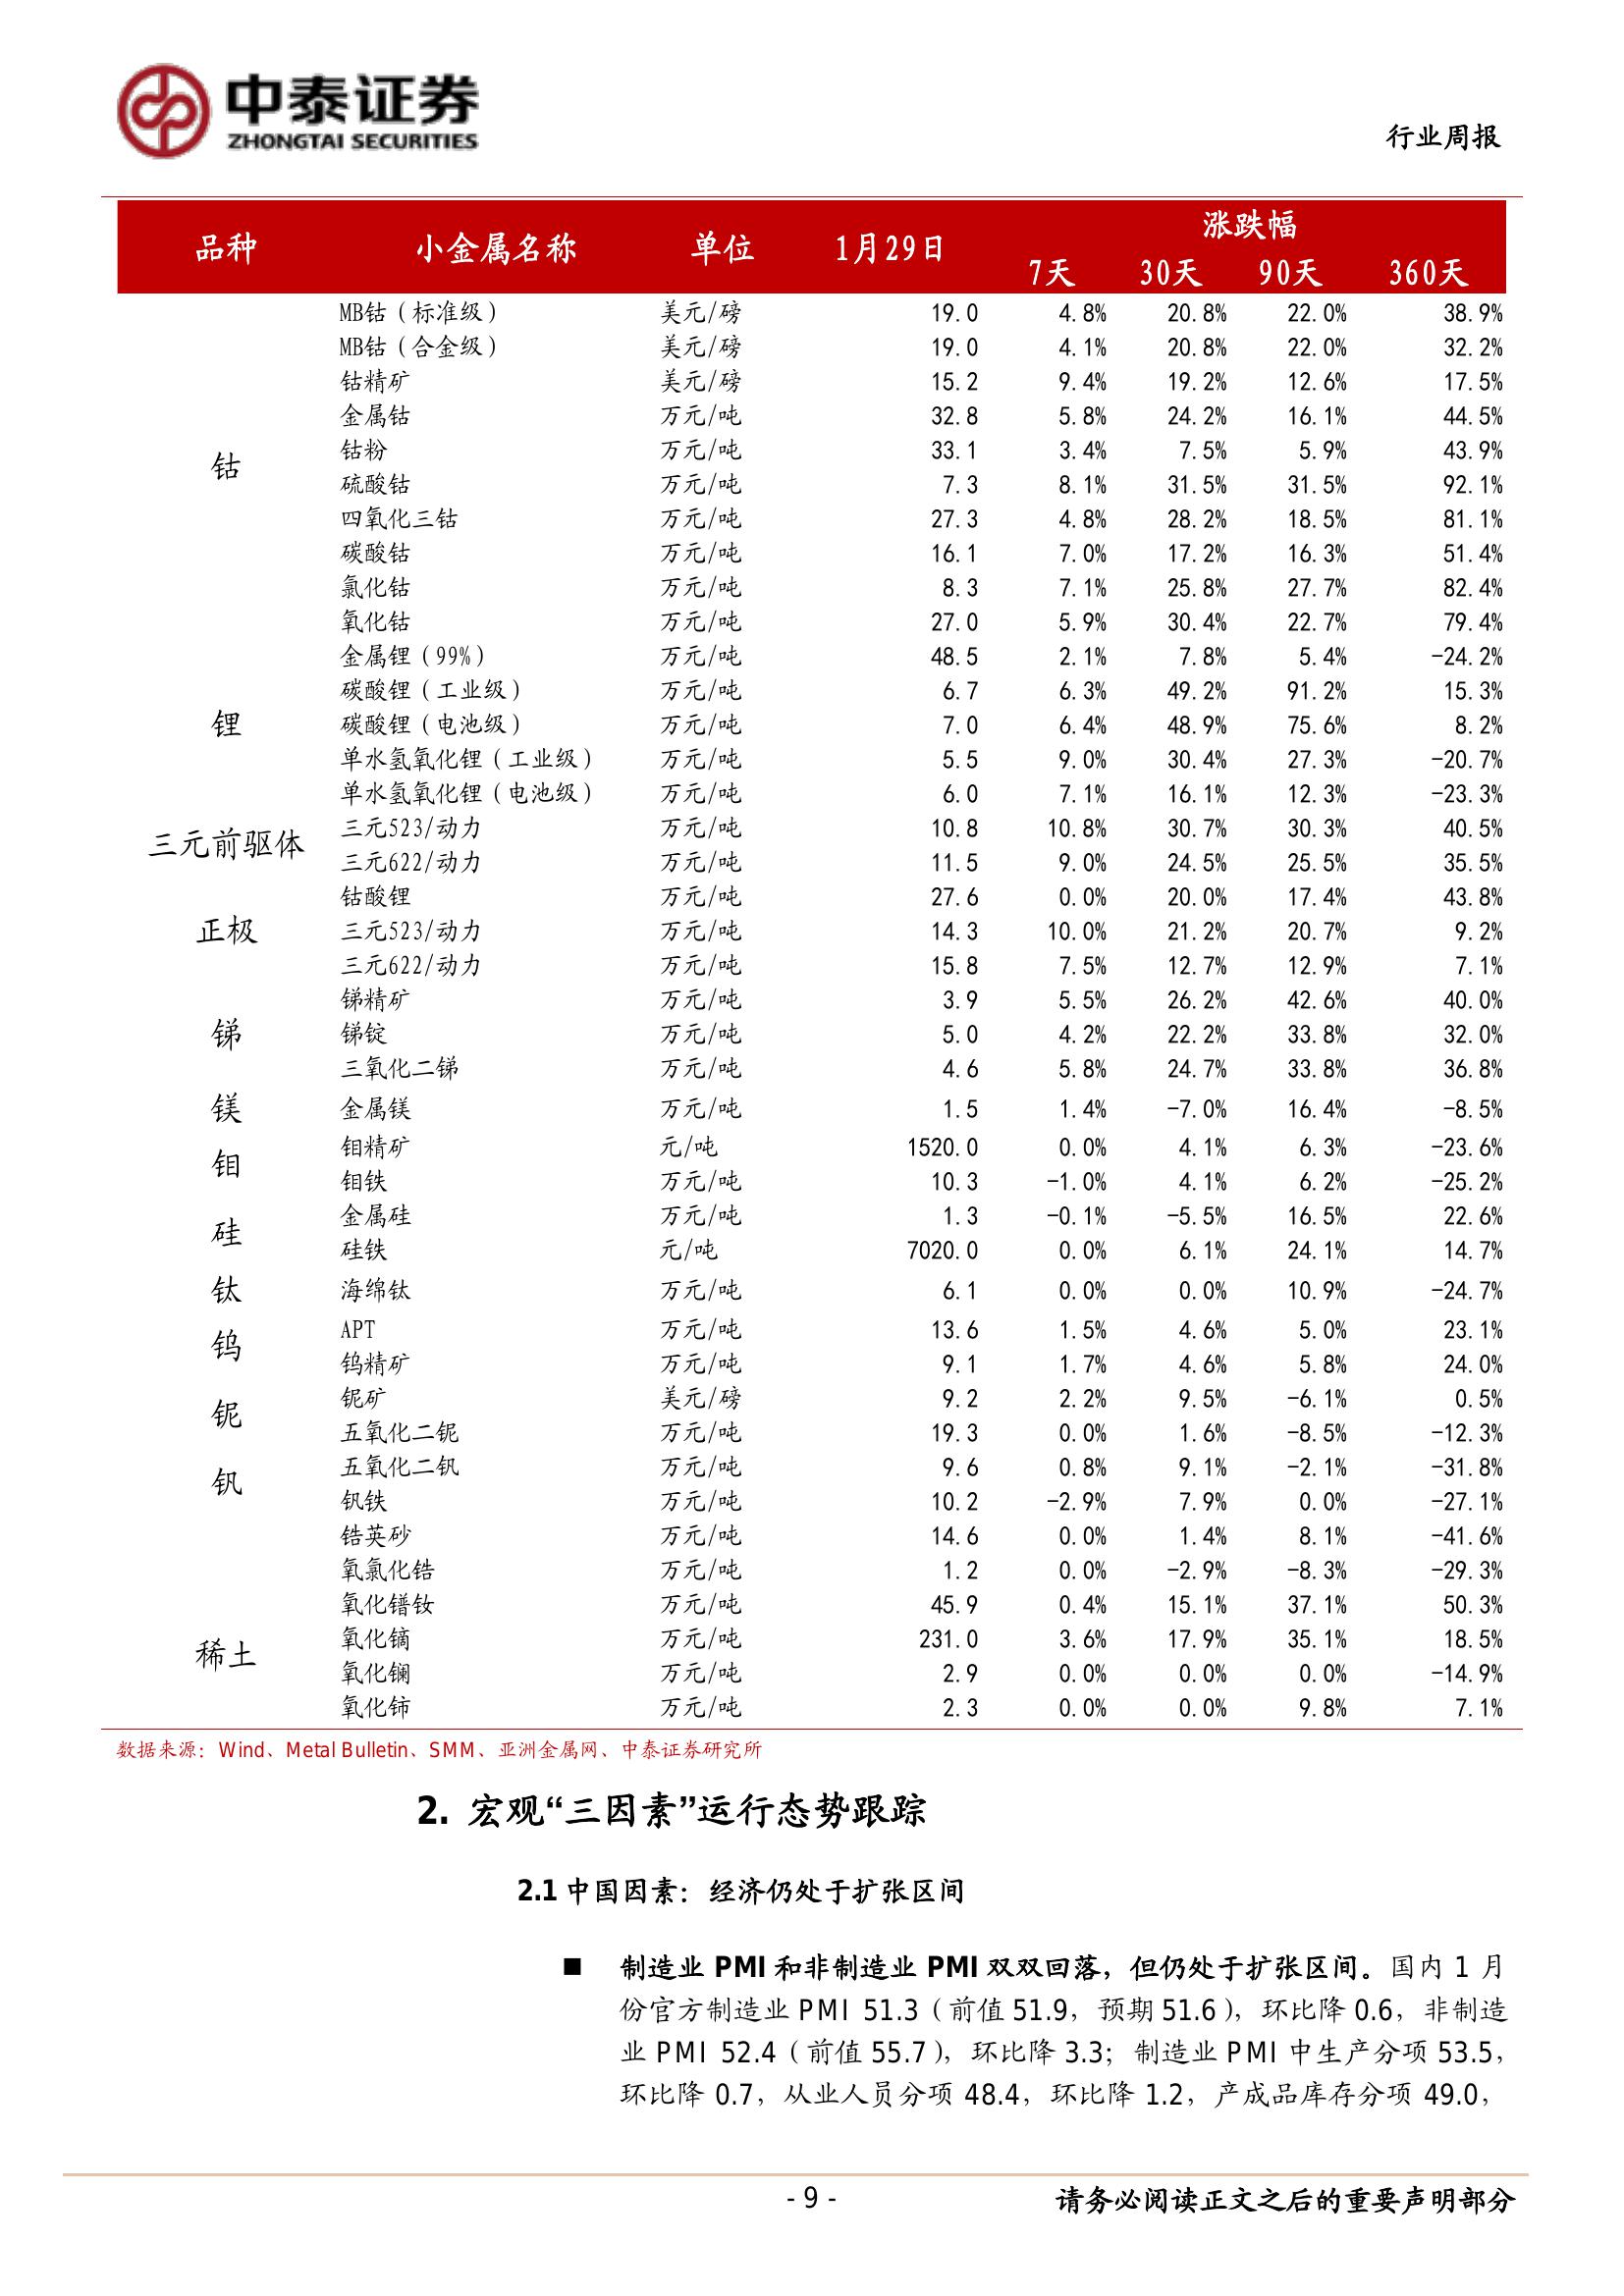 中泰证券
ZHONGTAI SECURITIES
行业周报
品种 小金属名称 单位 1月29日 涨跌幅
7天 30天 90天 360天
MB钴（标准级） 美元/磅 19.0 4.8% 20.8% 22.0% 38.9%
MB钴（合金级） 美元/磅 19.0 4.1% 20.8% 22.0% 32.2%
钴精矿 美元/磅 15.2 9.4% 19.2% 12.6% 17.5%
金属钴 万元/吨 32.8 5.8% 24.2% 16.1% 44.5%
钴 钴粉 万元/吨 33.1 3.4% 7.5% 5.9% 43.9%
硫酸钴 万元/吨 7.3 8.1% 31.5% 31.5% 92.1%
四氧化三钴 万元/吨 27.3 4.8% 28.2% 18.5% 81.1%
碳酸钴 万元/吨 16.1 7.0% 17.2% 16.3% 51.4%
氯化钴 万元/吨 8.3 7.1% 25.8% 27.7% 82.4%
氧化钴 万元/吨 27.0 5.9% 30.4% 22.7% 79.4%
金属锂（99%） 万元/吨 48.5 2.1% 7.8% 5.4% -24.2%
碳酸锂（工业级） 万元/吨 6.7 6.3% 49.2% 91.2% 15.3%
锂 碳酸锂（电池级） 万元/吨 7.0 6.4% 48.9% 75.6% 8.2%
单水氢氧化锂（工业级） 万元/吨 5.5 9.0% 30.4% 27.3% -20.7%
单水氢氧化锂（电池级） 万元/吨 6.0 7.1% 16.1% 12.3% -23.3%
三元前驱体 三元523/动力 万元/吨 10.8 10.8% 30.7% 30.3% 40.5%
三元622/动力 万元/吨 11.5 9.0% 24.5% 25.5% 35.5%
钴酸锂 万元/吨 27.6 0.0% 20.0% 17.4% 43.8%
正极 三元523/动力 万元/吨 14.3 10.0% 21.2% 20.7% 9.2%
三元622/动力 万元/吨 15.8 7.5% 12.7% 12.9% 7.1%
锑精矿 万元/吨 3.9 5.5% 26.2% 42.6% 40.0%
锑 锑锭 万元/吨 5.0 4.2% 22.2% 33.8% 32.0%
三氧化二锑 万元/吨 4.6 5.8% 24.7% 33.8% 36.8%
镁 金属镁 万元/吨 1.5 1.4% -7.0% 16.4% -8.5%
钼 钼精矿 元/吨 1520.0 0.0% 4.1% 6.3% -23.6%
钼铁 万元/吨 10.3 -1.0% 4.1% 6.2% -25.2%
硅 金属硅 万元/吨 1.3 -0.1% -5.5% 16.5% 22.6%
硅铁 元/吨 7020.0 0.0% 6.1% 24.1% 14.7%
钛 海绵钛 万元/吨 6.1 0.0% 0.0% 10.9% -24.7%
钨 APT 万元/吨 13.6 1.5% 4.6% 5.0% 23.1%
钨精矿 万元/吨 9.1 1.7% 4.6% 5.8% 24.0%
铌 铌矿 美元/磅 9.2 2.2% 9.5% -6.1% 0.5%
五氧化二铌 万元/吨 19.3 0.0% 1.6% -8.5% -12.3%
钒 五氧化二钒 万元/吨 9.6 0.8% 9.1% -2.1% -31.8%
钒铁 万元/吨 10.2 -2.9% 7.9% 0.0% -27.1%
锆英砂 万元/吨 14.6 0.0% 1.4% 8.1% -41.6%
氧氯化锆 万元/吨 1.2 0.0% -2.9% -8.3% -29.3%
氧化镨钕 万元/吨 45.9 0.4% 15.1% 37.1% 50.3%
稀土 氧化镝 万元/吨 231.0 3.6% 17.9% 35.1% 18.5%
氧化镧 万元/吨 2.9 0.0% 0.0% 0.0% -14.9%
氧化铈 万元/吨 2.3 0.0% 0.0% 9.8% 7.1%
数据来源：Wind、Metal Bulletin、SMM、亚洲金属网、中泰证券研究所
2. 宏观“三因素”运行态势跟踪
2.1 中国因素：经济仍处于扩张区间
■ 制造业 PMI 和非制造业 PMI 双双回落，但仍处于扩张区间。国内 1 月
份官方制造业 PMI 51.3（前值 51.9，预期 51.6），环比降 0.6，非制造
业 PMI 52.4（前值 55.7），环比降 3.3；制造业 PMI 中生产分项 53.5，
环比降 0.7，从业人员分项 48.4，环比降 1.2，产成品库存分项 49.0，
- 9 -
请务必阅读正文之后的重要声明部分